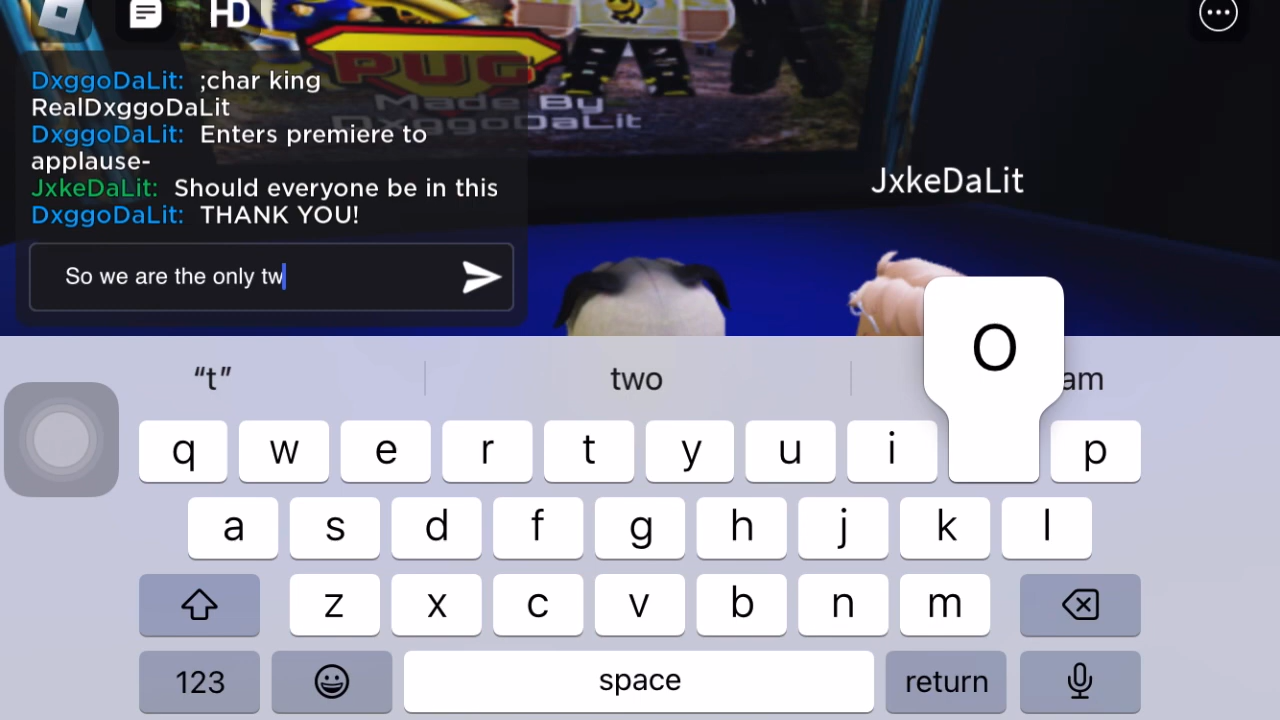 HD
PUG
Made By
DxggoDaLit
DxggoDaLit: ;char king
RealDxggoDaLit
DxggoDaLit: Enters premiere to
applause-
JxkeDaLit: Should everyone be in this
DxggoDaLit: THANK YOU!
JxkeDaLit
So we are the only tw
“t” two am
q w e r t y u i O p
a s d f g h j k l
z x c v b n m
123 space return